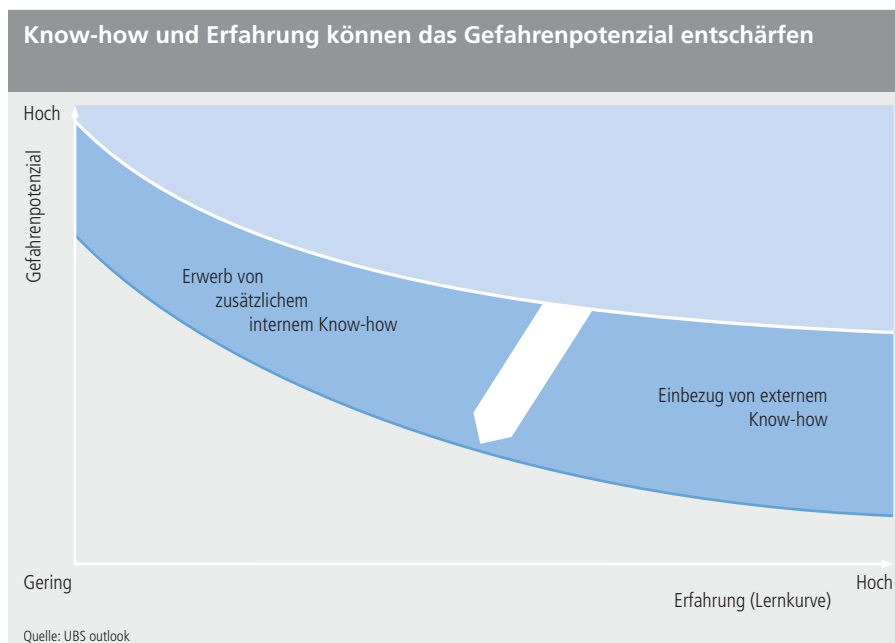 Know-how und Erfahrung können das Gefahrenpotenzial entschärfen
Hoch
Gefahrenpotenzial
Erwerb von
zusätzlichem
internem Know-how
Einbezug von externem
Know-how
Gering
Hoch
Erfahrung (Lernkurve)
Quelle: UBS outlook